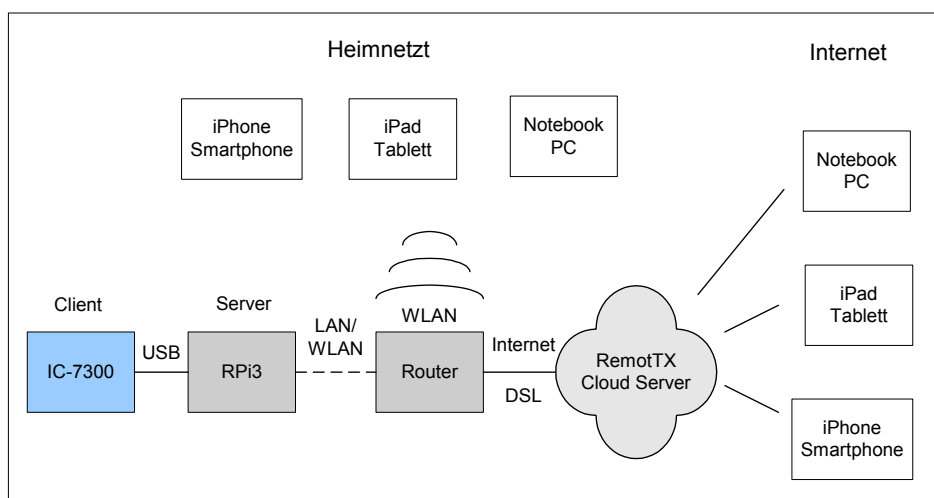 Heimnetzt
Internet
iPhone
Smartphone
iPad
Tablett
Notebook
PC
Notebook
PC
iPad
Tablett
iPhone
Smartphone
Client
Server
IC-7300
USB
RPi3
LAN/
WLAN
WLAN
Router
Internet
DSL
RemotTX
Cloud Server